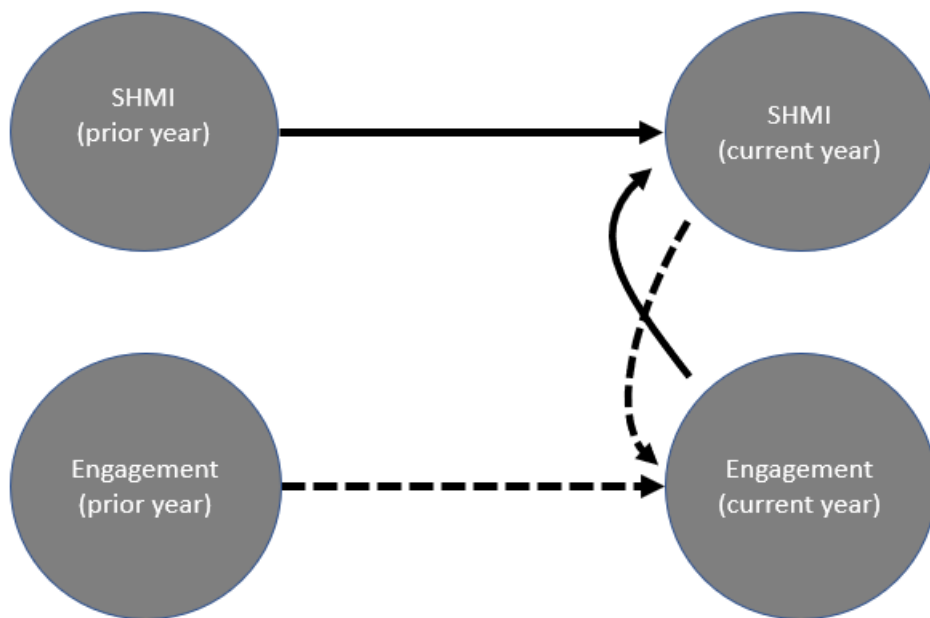 SHMI
(prior year)
SHMI
(current year)
Engagement
(prior year)
Engagement
(current year)